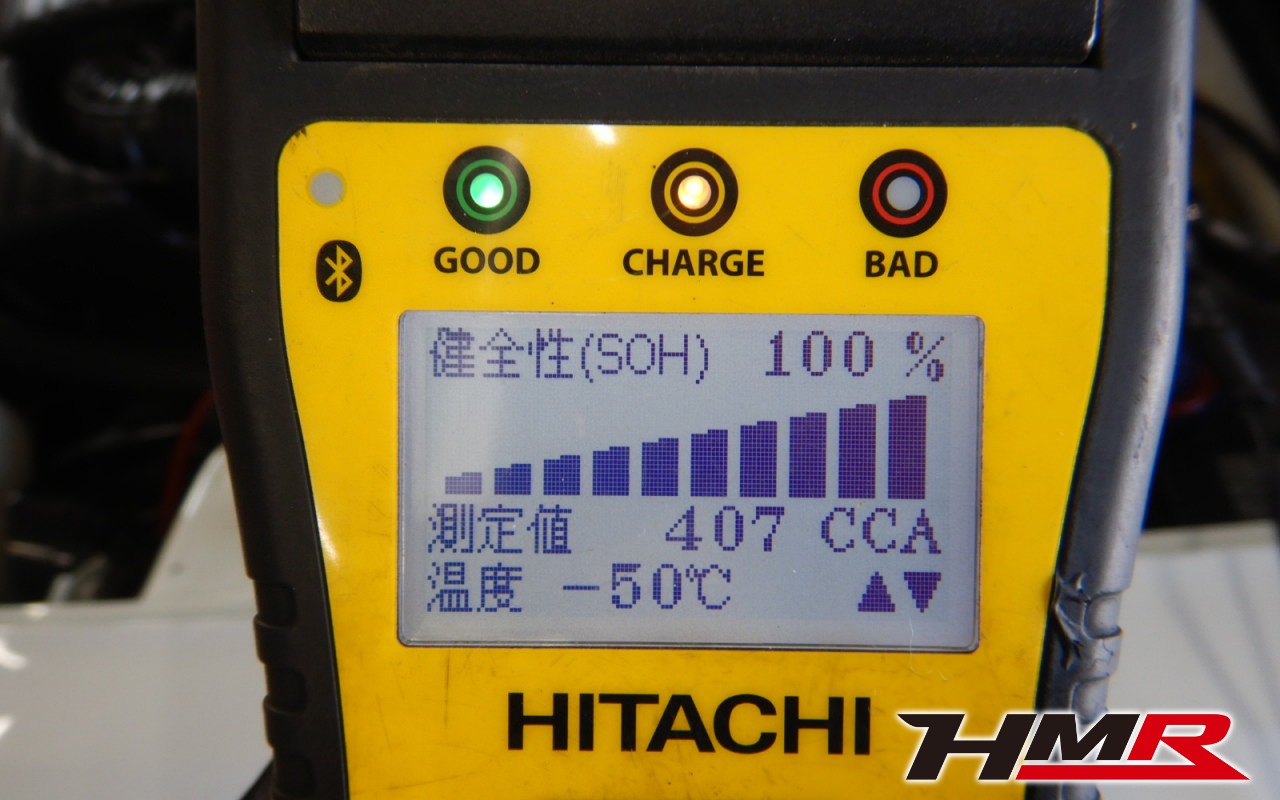 GOOD CHARGE BAD
健全性(SOH) 100 %
測定値 407 CCA
温度 -50℃ ▲▼
HITACHI
HMR